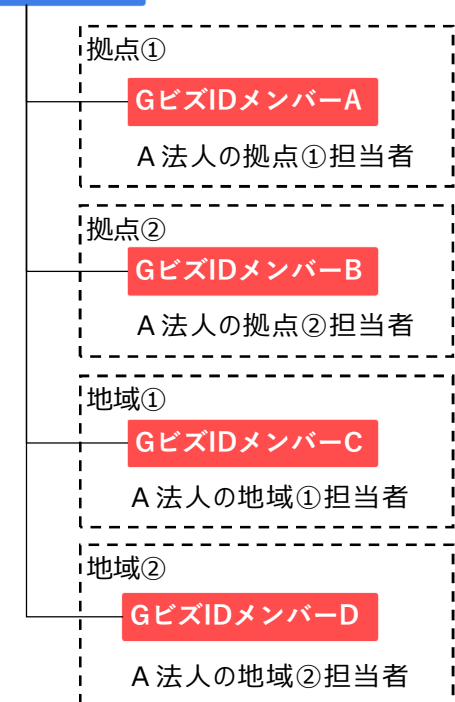 拠点①
GビズIDメンバーA
A法人の拠点①担当者
拠点②
GビズIDメンバーB
A法人の拠点②担当者
地域①
GビズIDメンバーC
A法人の地域①担当者
地域②
GビズIDメンバーD
A法人の地域②担当者